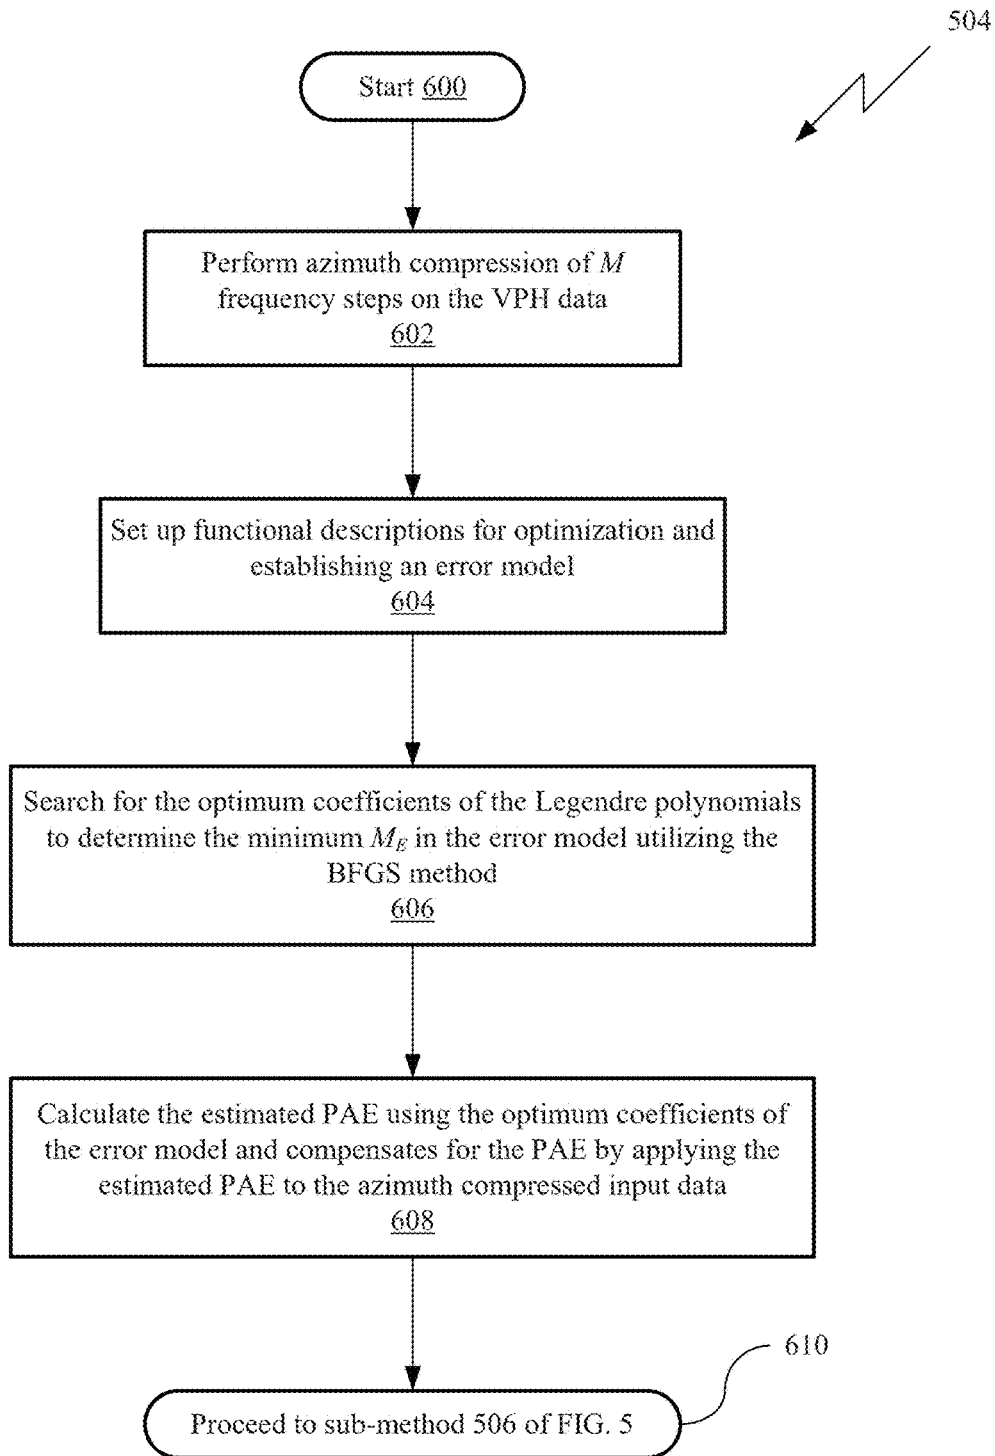 504
Start 600
Perform azimuth compression of M
frequency steps on the VPH data
602
Set up functional descriptions for optimization and
establishing an error model
604
Search for the optimum coefficients of the Legendre polynomials
to determine the minimum M_E in the error model utilizing the
BFGS method
606
Calculate the estimated PAE using the optimum coefficients of
the error model and compensates for the PAE by applying the
estimated PAE to the azimuth compressed input data
608
610
Proceed to sub-method 506 of FIG. 5